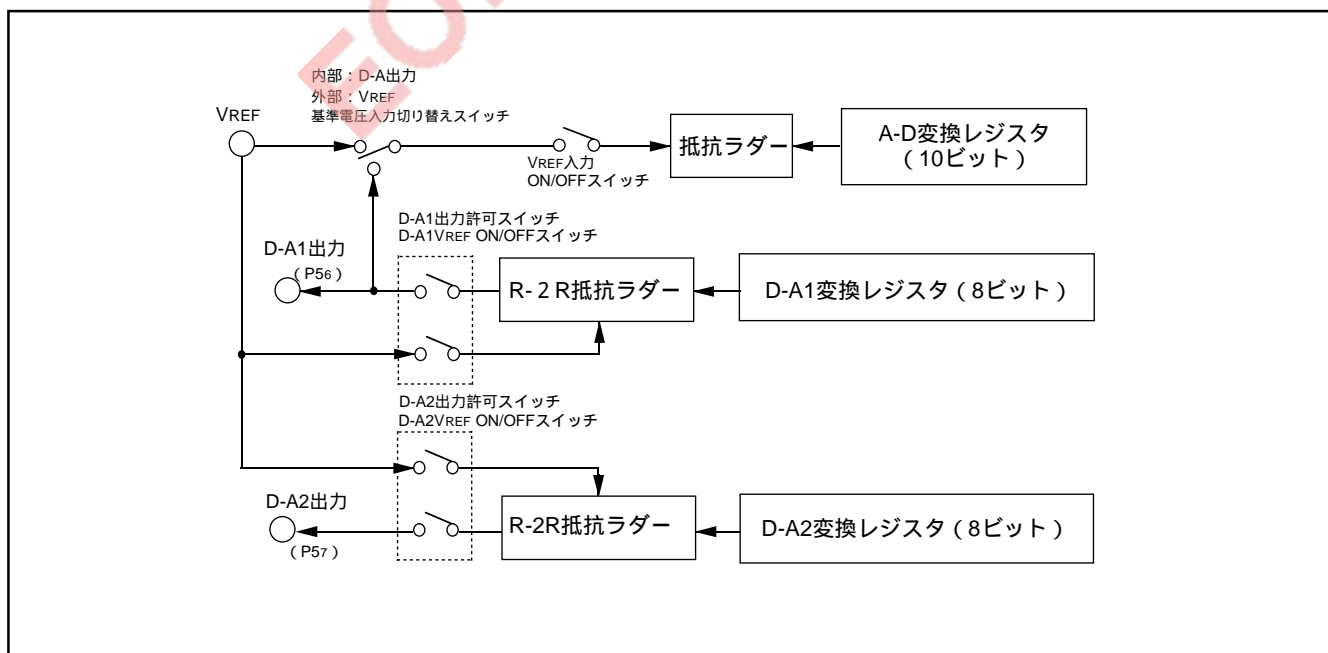 内部：D-A出力
外部：VREF
基準電圧入力切り替えスイッチ
VREF
VREF入力
ON/OFFスイッチ
抵抗ラダー
A-D変換レジスタ
（10ビット）
D-A1出力許可スイッチ
D-A1VREF ON/OFFスイッチ
D-A1出力
（P56）
R-２R抵抗ラダー
D-A1変換レジスタ（8ビット）
D-A2出力許可スイッチ
D-A2VREF ON/OFFスイッチ
D-A2出力
（P57）
R-2R抵抗ラダー
D-A2変換レジスタ（8ビット）